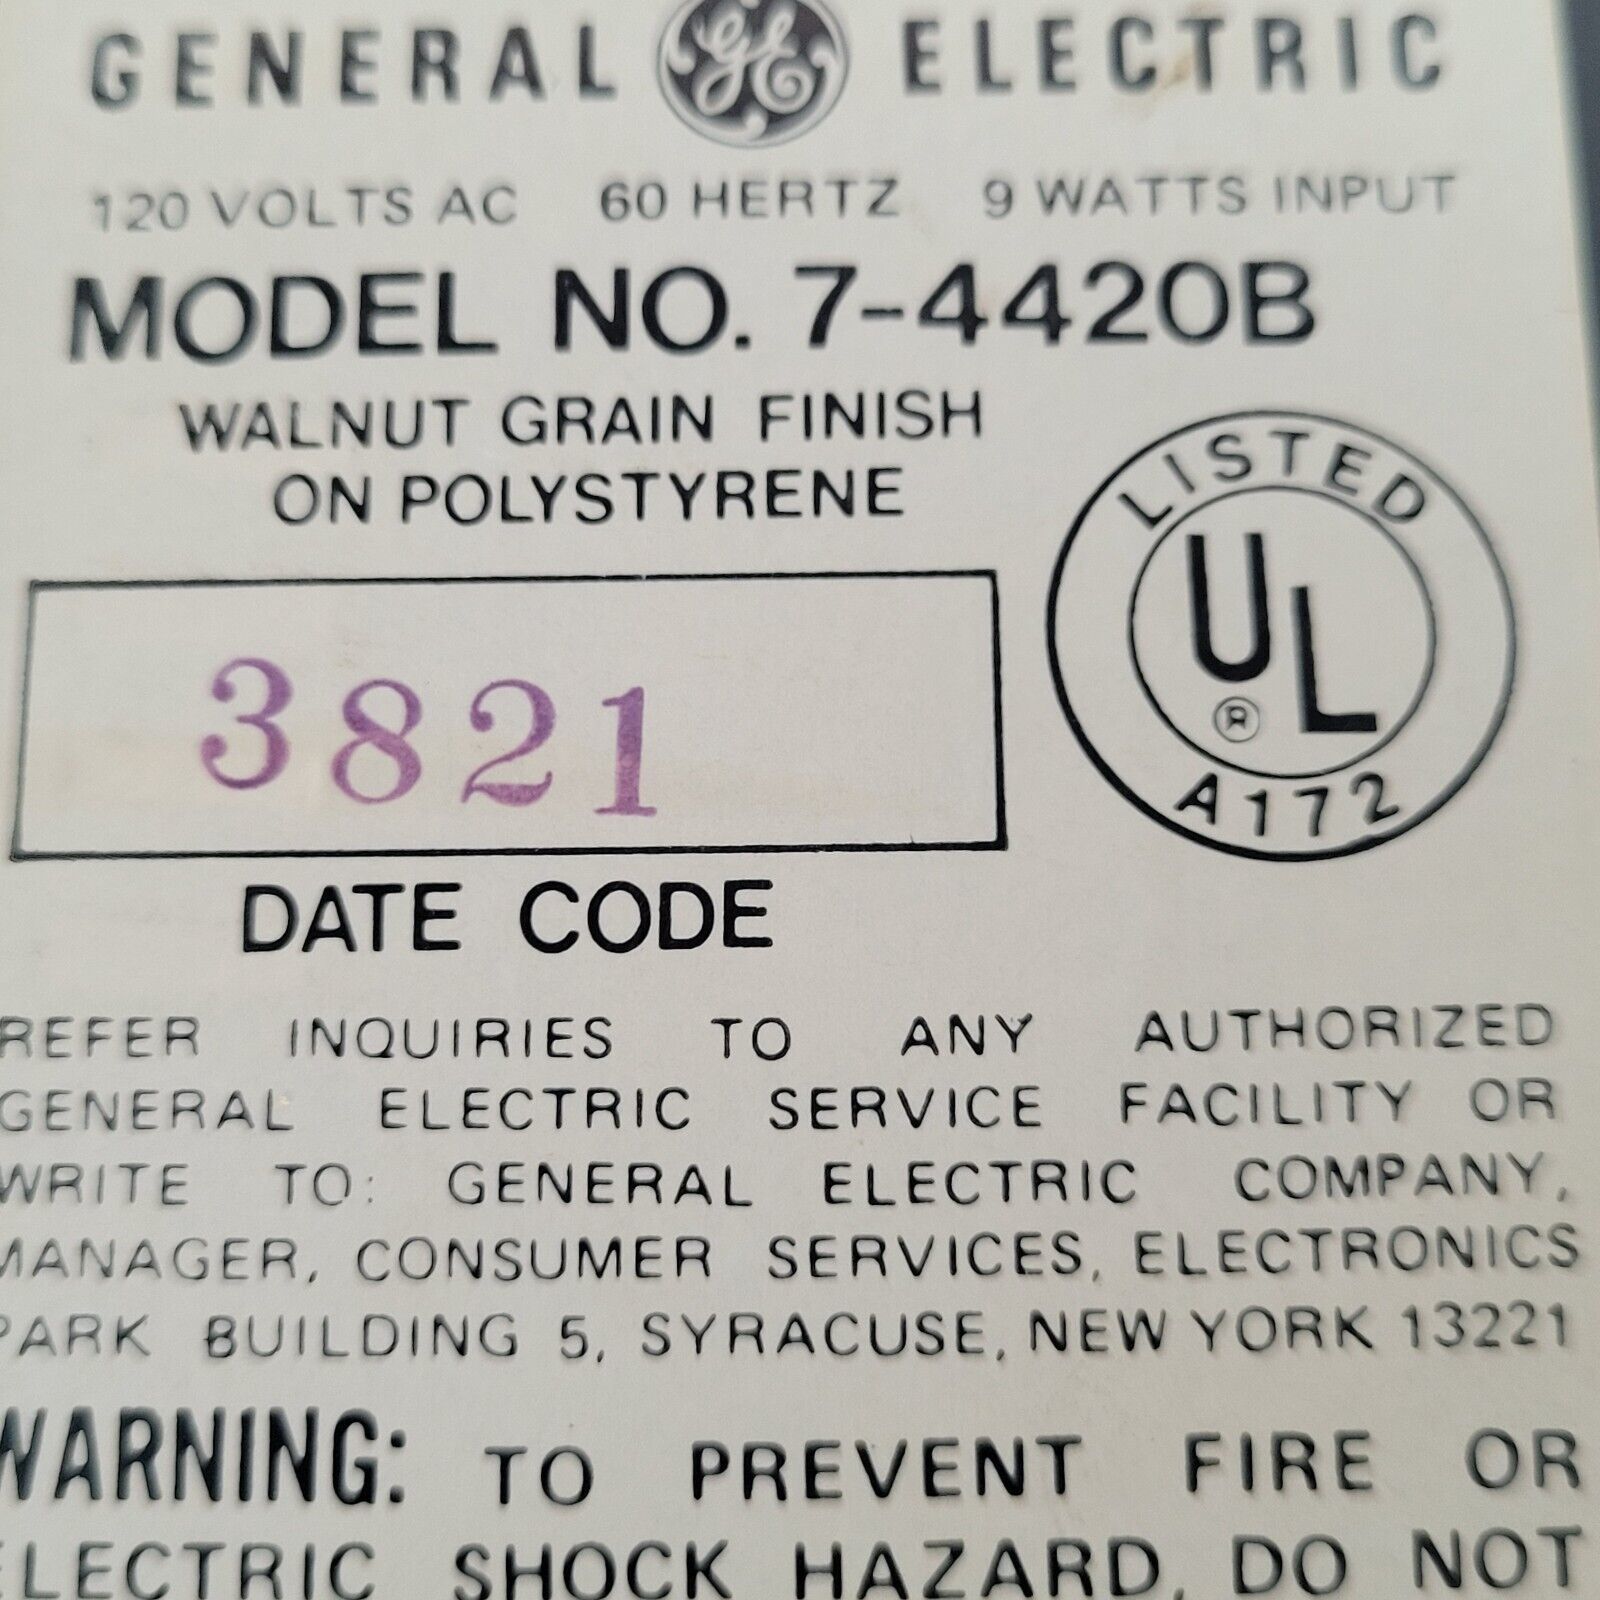 GENERAL GE ELECTRIC
120 VOLTS AC 60 HERTZ 9 WATTS INPUT
MODEL NO. 7-4420B
WALNUT GRAIN FINISH
ON POLYSTYRENE
LISTED
UL
®
A172
3821
DATE CODE
REFER INQUIRIES TO ANY AUTHORIZED
GENERAL ELECTRIC SERVICE FACILITY OR
WRITE TO: GENERAL ELECTRIC COMPANY,
MANAGER, CONSUMER SERVICES, ELECTRONICS
PARK BUILDING 5, SYRACUSE, NEW YORK 13221
WARNING: TO PREVENT FIRE OR
ELECTRIC SHOCK HAZARD, DO NOT